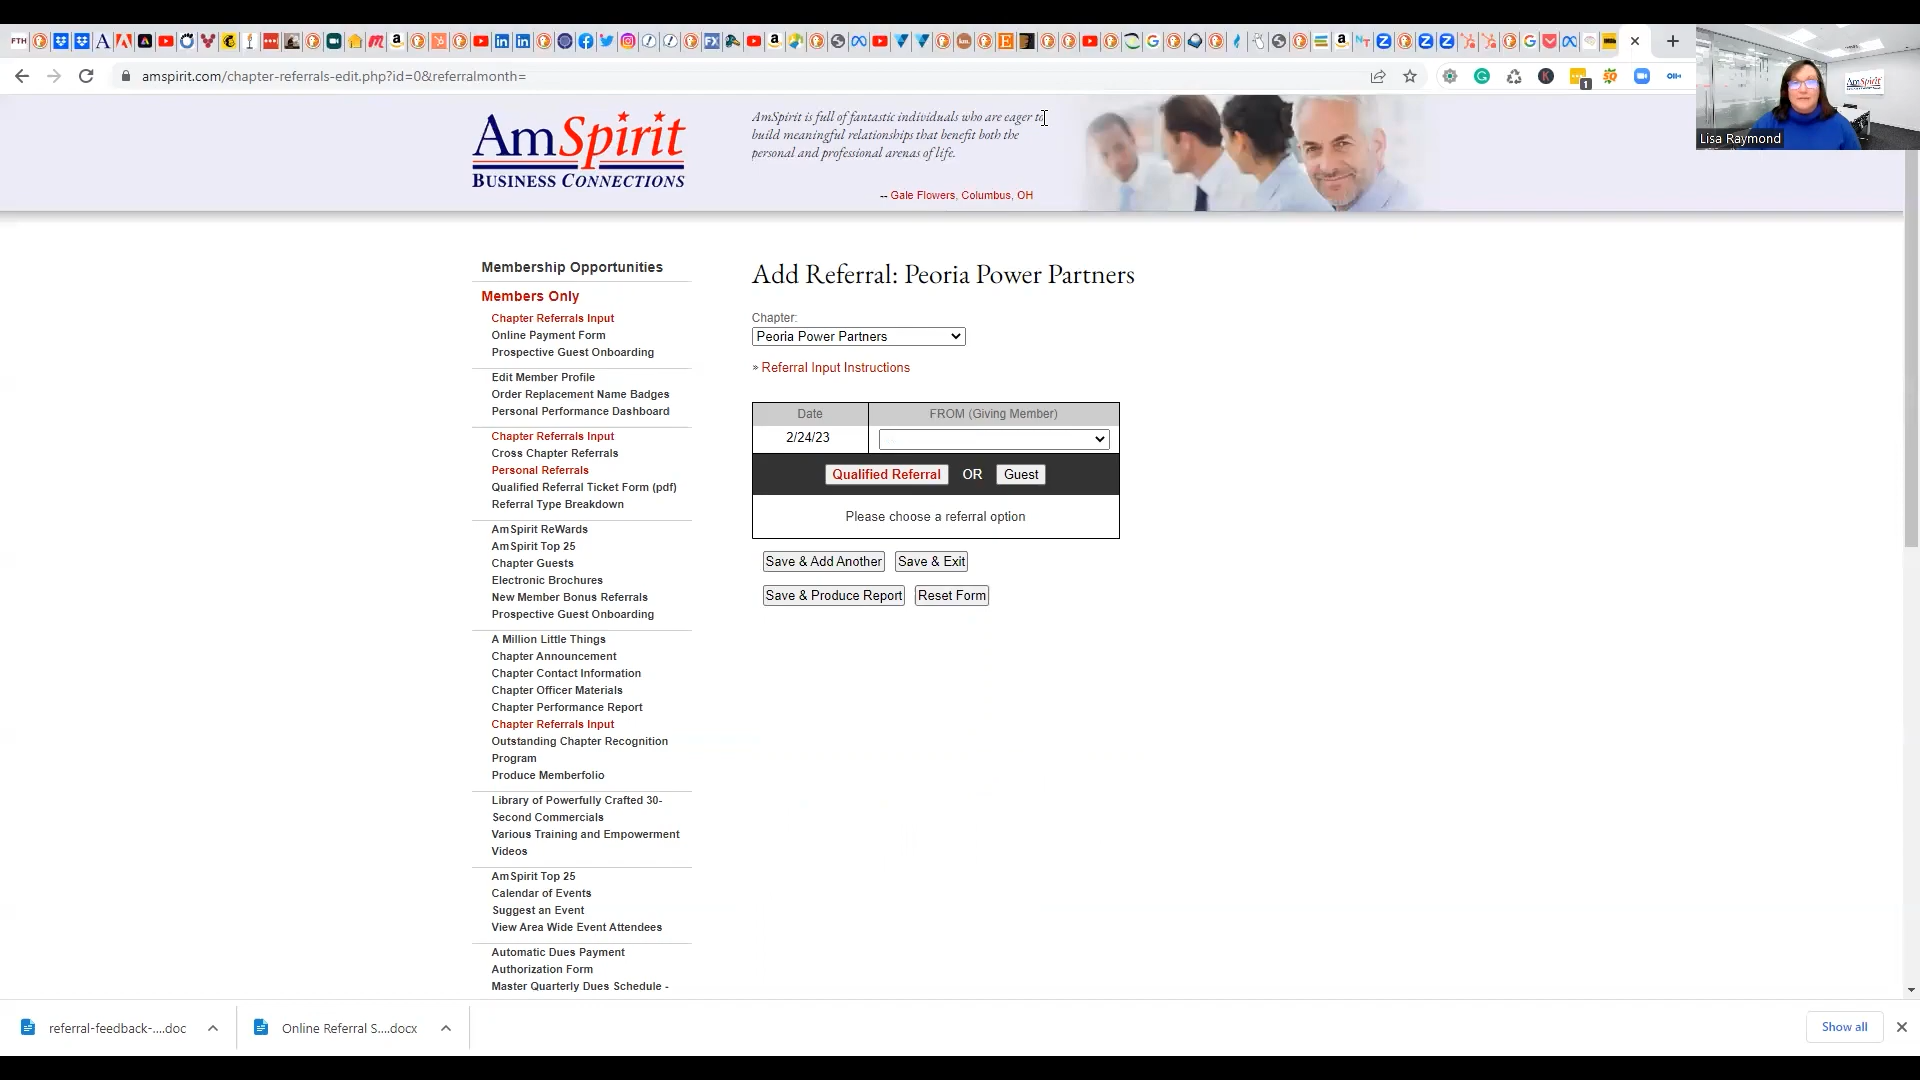 amspirit.com/chapter-referrals-edit.php?id=0&referralmonth=
Lisa Raymond
AmSpirit
BUSINESS CONNECTIONS
AmSpirit is full of fantastic individuals who are eager to
build meaningful relationships that benefit both the
personal and professional arenas of life.
-- Gale Flowers, Columbus, OH
AmSpirit
Membership Opportunities
Members Only
Chapter Referrals Input
Online Payment Form
Prospective Guest Onboarding
Edit Member Profile
Order Replacement Name Badges
Personal Performance Dashboard
Chapter Referrals Input
Cross Chapter Referrals
Personal Referrals
Qualified Referral Ticket Form (pdf)
Referral Type Breakdown
AmSpirit ReWards
AmSpirit Top 25
Chapter Guests
Electronic Brochures
New Member Bonus Referrals
Prospective Guest Onboarding
A Million Little Things
Chapter Announcement
Chapter Contact Information
Chapter Officer Materials
Chapter Performance Report
Chapter Referrals Input
Outstanding Chapter Recognition
Program
Produce Memberfolio
Library of Powerfully Crafted 30-
Second Commercials
Various Training and Empowerment
Videos
AmSpirit Top 25
Calendar of Events
Suggest an Event
View Area Wide Event Attendees
Automatic Dues Payment
Authorization Form
Master Quarterly Dues Schedule -
Add Referral: Peoria Power Partners
Chapter:
Peoria Power Partners
» Referral Input Instructions
Date FROM (Giving Member)
2/24/23
Qualified Referral OR Guest
Please choose a referral option
Save & Add Another Save & Exit
Save & Produce Report Reset Form
referral-feedback-....doc
Online Referral S....docx
Show all